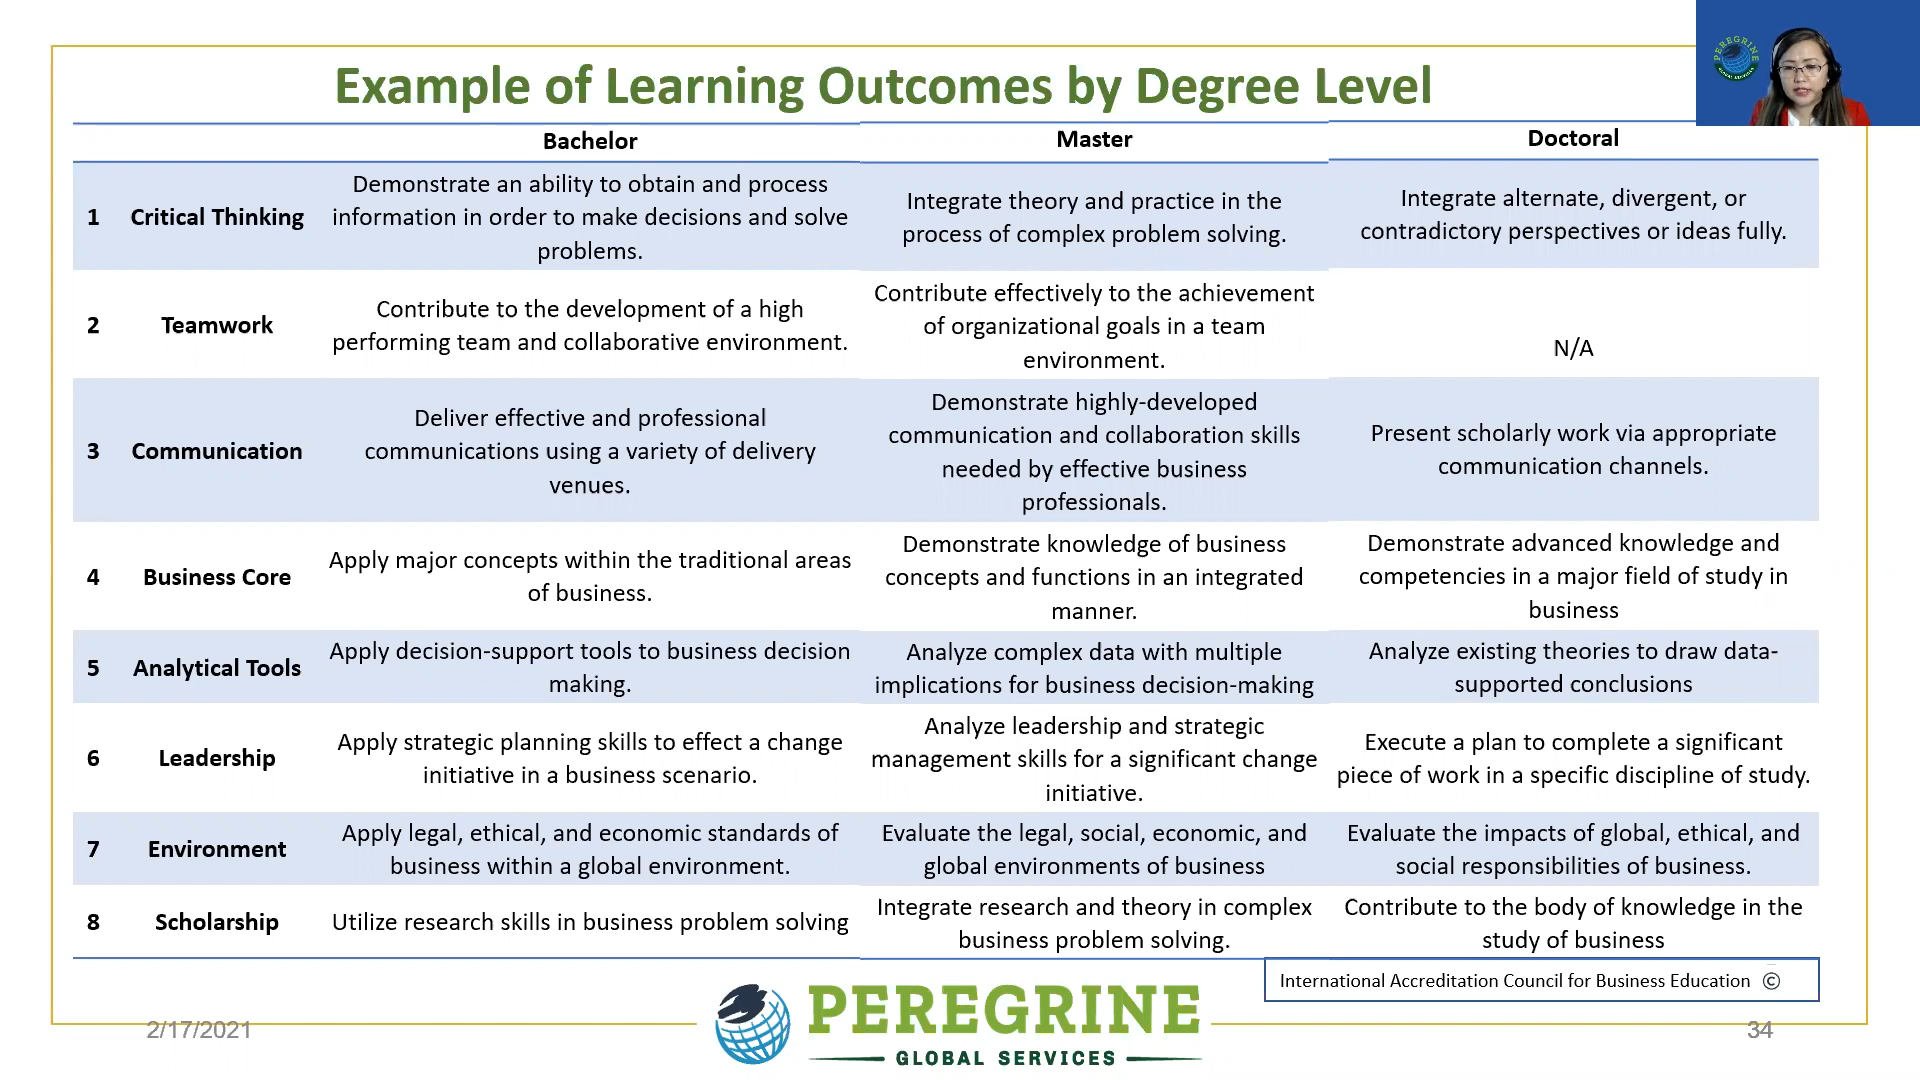 PEREGRINE
GLOBAL SERVICES
Example of Learning Outcomes by Degree Level
Bachelor
Master
Doctoral
1
Critical Thinking
Demonstrate an ability to obtain and process
information in order to make decisions and solve
problems.
Integrate theory and practice in the
process of complex problem solving.
Integrate alternate, divergent, or
contradictory perspectives or ideas fully.
2
Teamwork
Contribute to the development of a high
performing team and collaborative environment.
Contribute effectively to the achievement
of organizational goals in a team
environment.
N/A
3
Communication
Deliver effective and professional
communications using a variety of delivery
venues.
Demonstrate highly-developed
communication and collaboration skills
needed by effective business
professionals.
Present scholarly work via appropriate
communication channels.
4
Business Core
Apply major concepts within the traditional areas
of business.
Demonstrate knowledge of business
concepts and functions in an integrated
manner.
Demonstrate advanced knowledge and
competencies in a major field of study in
business
5
Analytical Tools
Apply decision-support tools to business decision
making.
Analyze complex data with multiple
implications for business decision-making
Analyze existing theories to draw data-
supported conclusions
6
Leadership
Apply strategic planning skills to effect a change
initiative in a business scenario.
Analyze leadership and strategic
management skills for a significant change
initiative.
Execute a plan to complete a significant
piece of work in a specific discipline of study.
7
Environment
Apply legal, ethical, and economic standards of
business within a global environment.
Evaluate the legal, social, economic, and
global environments of business
Evaluate the impacts of global, ethical, and
social responsibilities of business.
8
Scholarship
Utilize research skills in business problem solving
Integrate research and theory in complex
business problem solving.
Contribute to the body of knowledge in the
study of business
International Accreditation Council for Business Education ©
2/17/2021
PEREGRINE
GLOBAL SERVICES
34